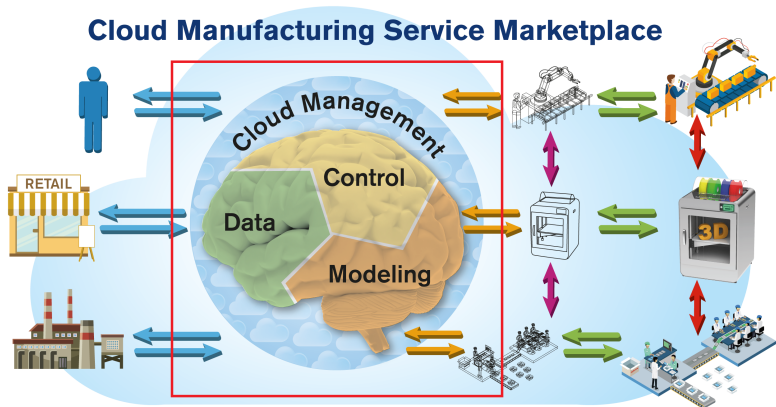 Cloud Manufacturing Service Marketplace
Cloud Management
RETAIL
Control
Data
Modeling
3D